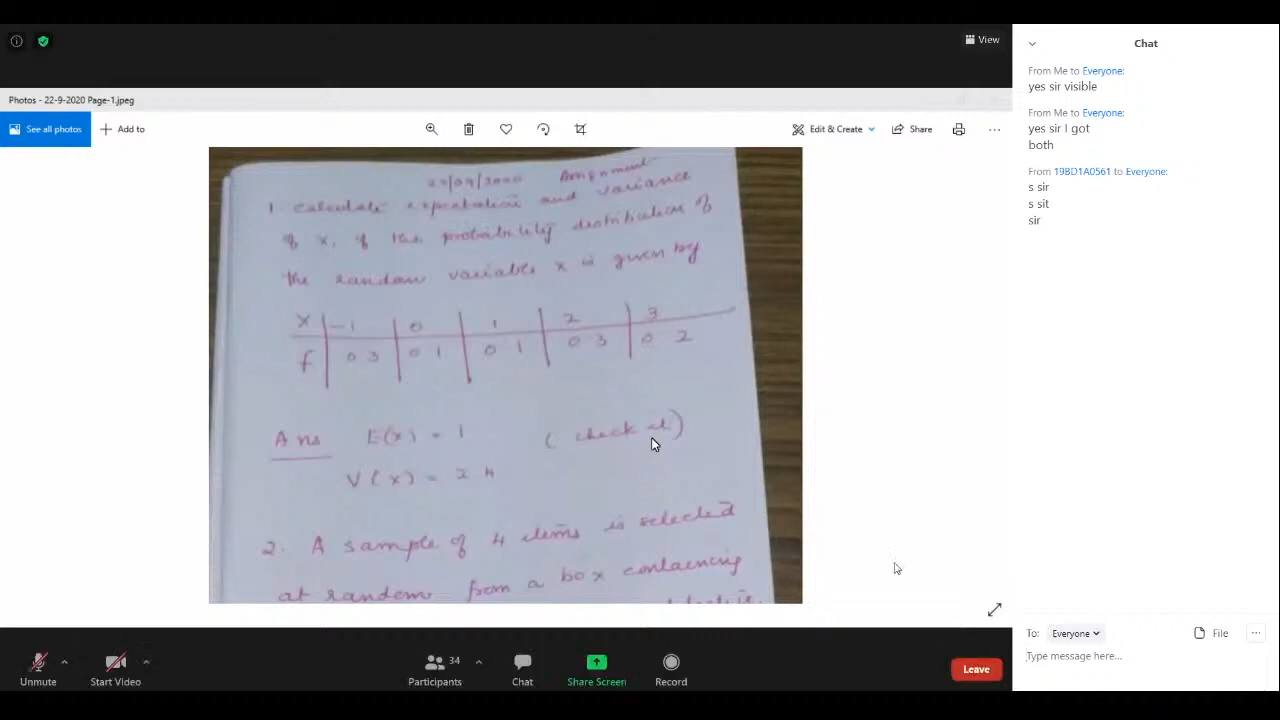 View
Photos - 22-9-2020 Page-1.jpeg
See all photos
Add to
Edit & Create
Share
22/09/2020 Assignment
1. Calculate expectation and variance
of x, if the probability distribution of
the random variable x is given by
X -1 0 1 2 3
f 0 3 0 1 0 1 0 3 0 2
Ans E(x) = 1 ( check it )
V(x) = 2 4
2. A sample of 4 items is selected
at random from a box containing
Chat
From Me to Everyone:
yes sir visible
From Me to Everyone:
yes sir I got
both
From 19BD1A0561 to Everyone:
s sir
s sit
sir
To: Everyone
File
Type message here...
Unmute
Start Video
34
Participants
Chat
Share Screen
Record
Leave